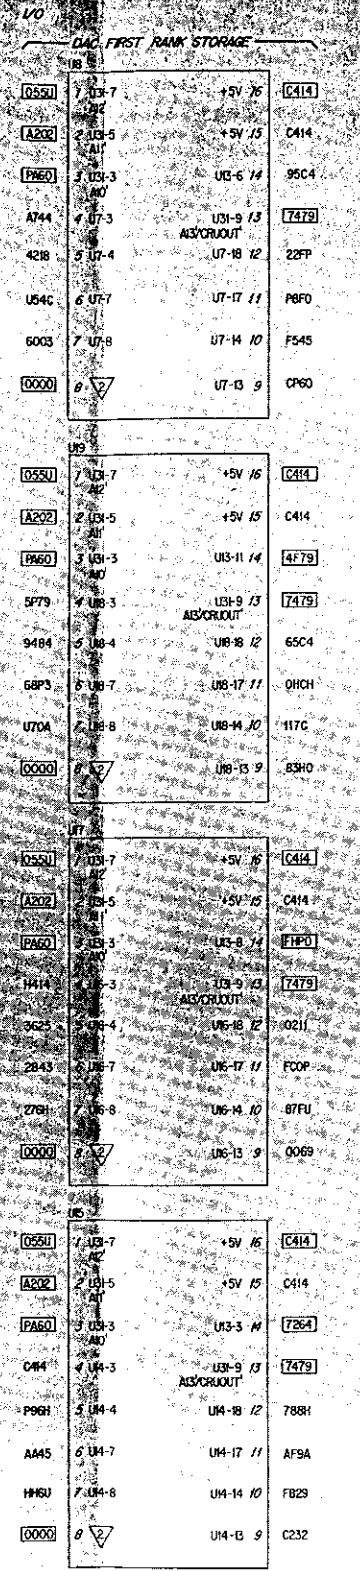 I/O
DAC FIRST RANK STORAGE
U8
055U 1 U31-7 +5V 16 C414
A12
A202 2 U31-5 +5V 15 C414
A11
PA60 3 U31-3 U13-6 14 95C4
A10
A744 4 U7-3 U31-9 13 7479
A13/CRUOUT
4218 5 U7-4 U7-18 12 22FP
U54C 6 U7-7 U7-17 11 P8F0
6003 7 U7-8 U7-14 10 F545
0000 8 2 U7-13 9 CP60
U19
055U 1 U31-7 +5V 16 C414
A12
A202 2 U31-5 +5V 15 C414
A11
PA60 3 U31-3 U13-11 14 4F79
A10
5P79 4 U18-3 U31-9 13 7479
A13/CRUOUT
9484 5 U18-4 U18-18 12 65C4
68P3 6 U18-7 U18-17 11 0HCH
U70A 7 U18-8 U18-14 10 117C
0000 8 2 U18-13 9 83H0
U17
055U 1 U31-7 +5V 16 C414
A12
A202 2 U31-5 +5V 15 C414
A11
PA60 3 U31-3 U13-8 14 FHP0
A10
H414 4 U16-3 U31-9 13 7479
A13/CRUOUT
3625 5 U16-4 U16-18 12 0211
2843 6 U16-7 U16-17 11 FC0P
276H 7 U16-8 U16-14 10 87FU
0000 8 2 U16-13 9 0069
U15
055U 1 U31-7 +5V 16 C414
A12
A202 2 U31-5 +5V 15 C414
A11
PA60 3 U31-3 U13-3 14 7264
A10
C414 4 U14-3 U31-9 13 7479
A13/CRUOUT
P96H 5 U14-4 U14-18 12 788H
AA45 6 U14-7 U14-17 11 AF9A
HH6U 7 U14-8 U14-14 10 FB29
0000 8 2 U14-13 9 C232